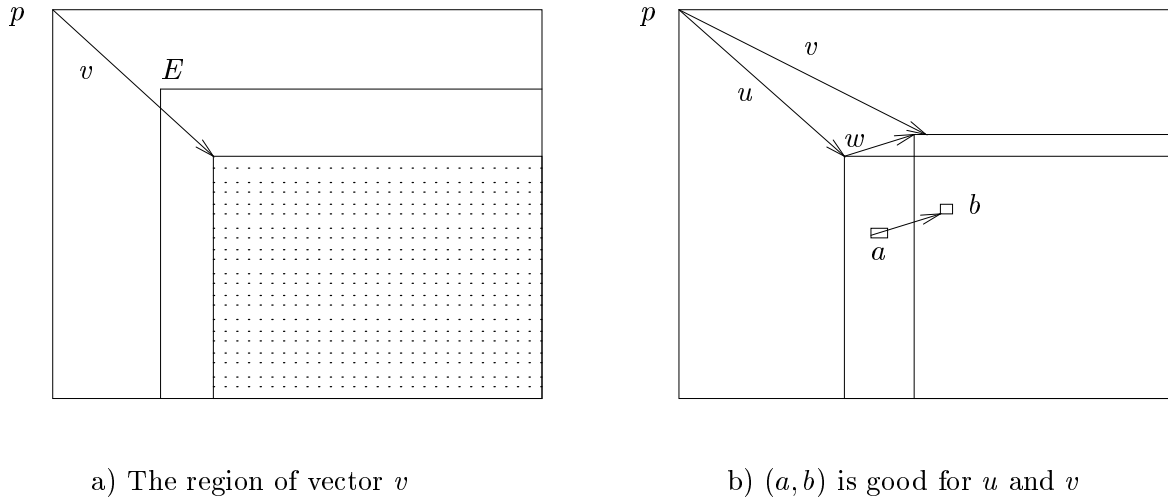 p
v
E
a) The region of vector v
p
v
u
w
b
a
b) (a, b) is good for u and v